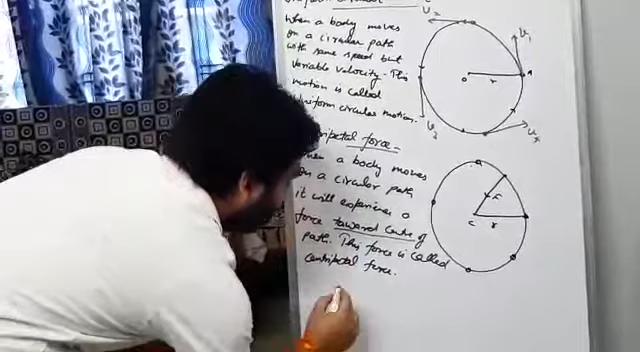 when a body moves
on a circular path
with same speed but
variable velocity. This
motion is called
uniform circular motion.
V₁
r
force -
when a body moves
on a circular path
it will experience a
force toward centre of
path. This force is called
centripetal force.
F
C
r